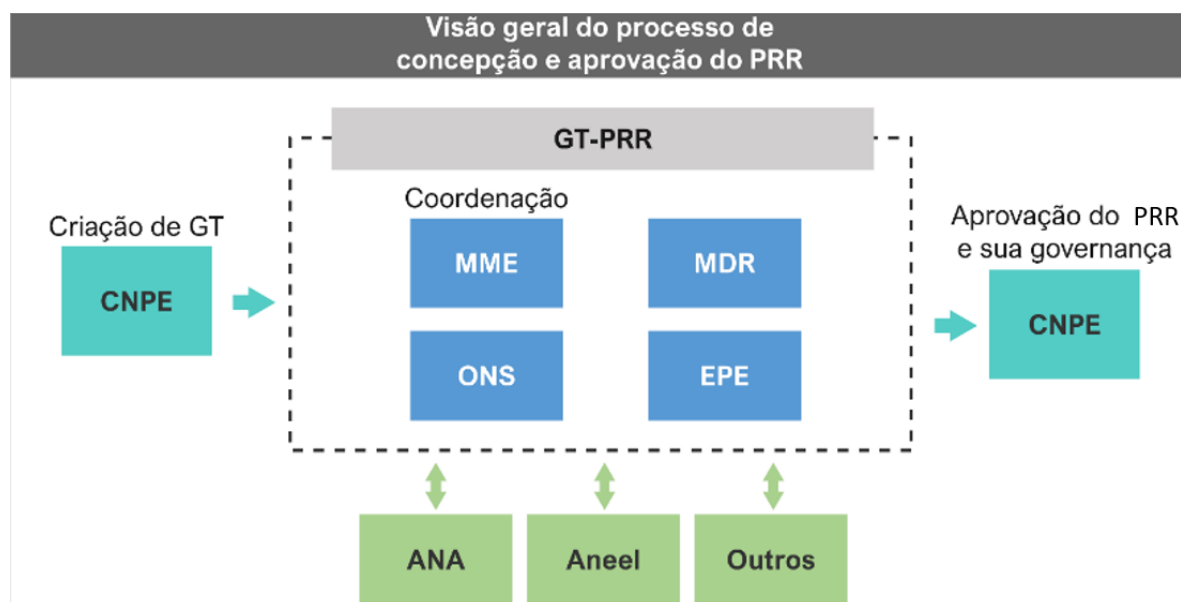 Visão geral do processo de
concepção e aprovação do PRR
GT-PRR
Coordenação
Criação de GT
Aprovação do PRR
e sua governança
MME
MDR
CNPE
CNPE
ONS
EPE
ANA
Aneel
Outros